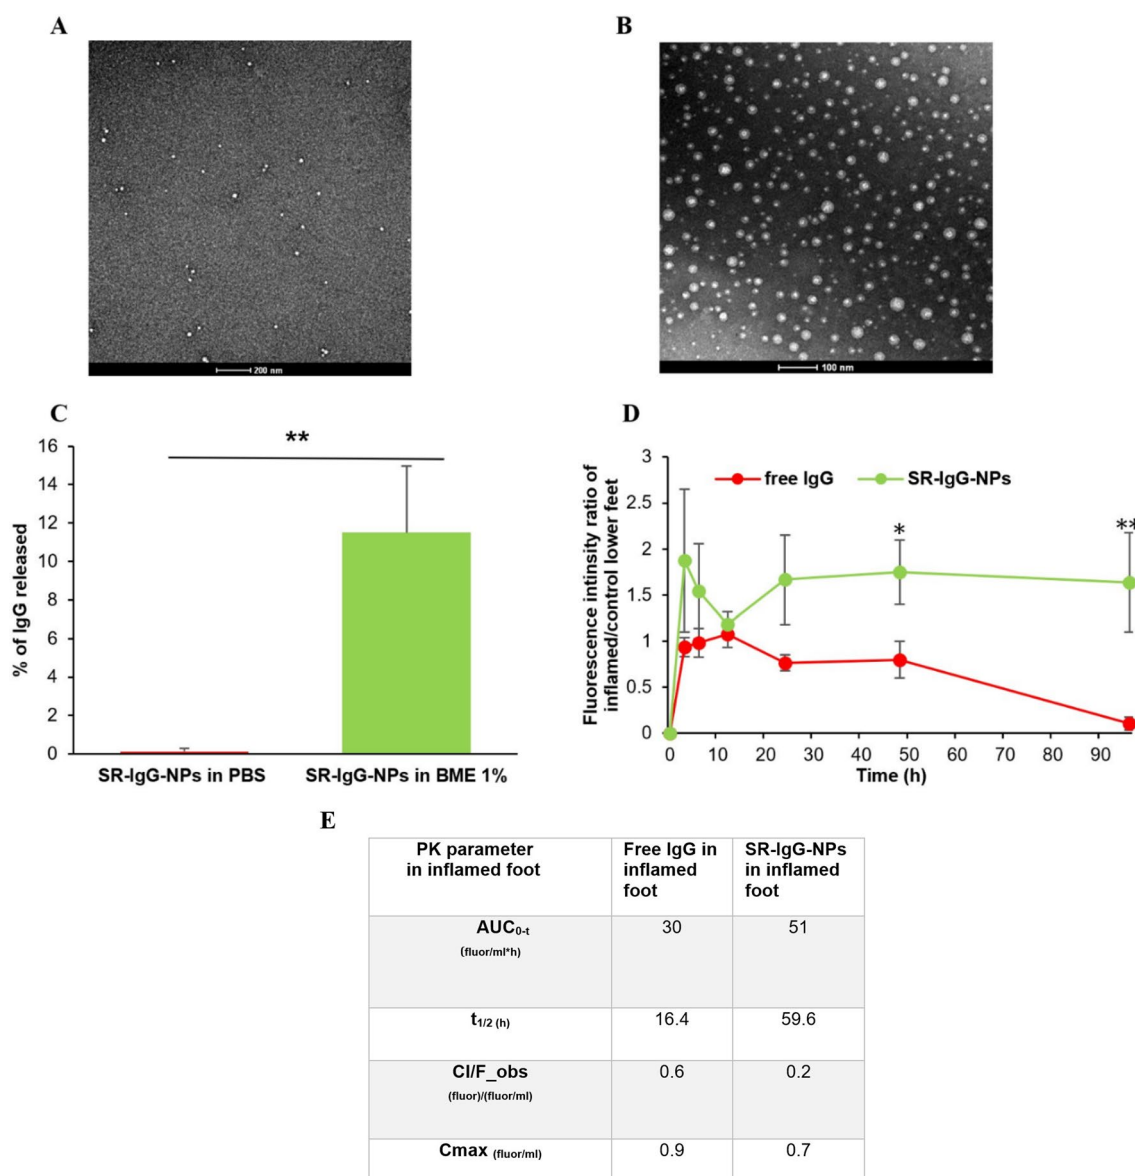 A
B
200 nm
100 nm
C
16
14
12
10
8
6
4
2
0
% of IgG released
**
SR-IgG-NPs in PBS
SR-IgG-NPs in BME 1%
D
3
2.5
2
1.5
1
0.5
0
Fluorescence intinsity ratio of
inflamed/control lower feet
free IgG
SR-IgG-NPs
*
**
0 10 20 30 40 50 60 70 80 90
Time (h)
E
PK parameter
in inflamed foot
Free IgG in
inflamed
foot
SR-IgG-NPs
in inflamed
foot
AUC0-t
(fluor/ml*h)
30
51
t1/2 (h)
16.4
59.6
Cl/F_obs
(fluor)/(fluor/ml)
0.6
0.2
Cmax (fluor/ml)
0.9
0.7